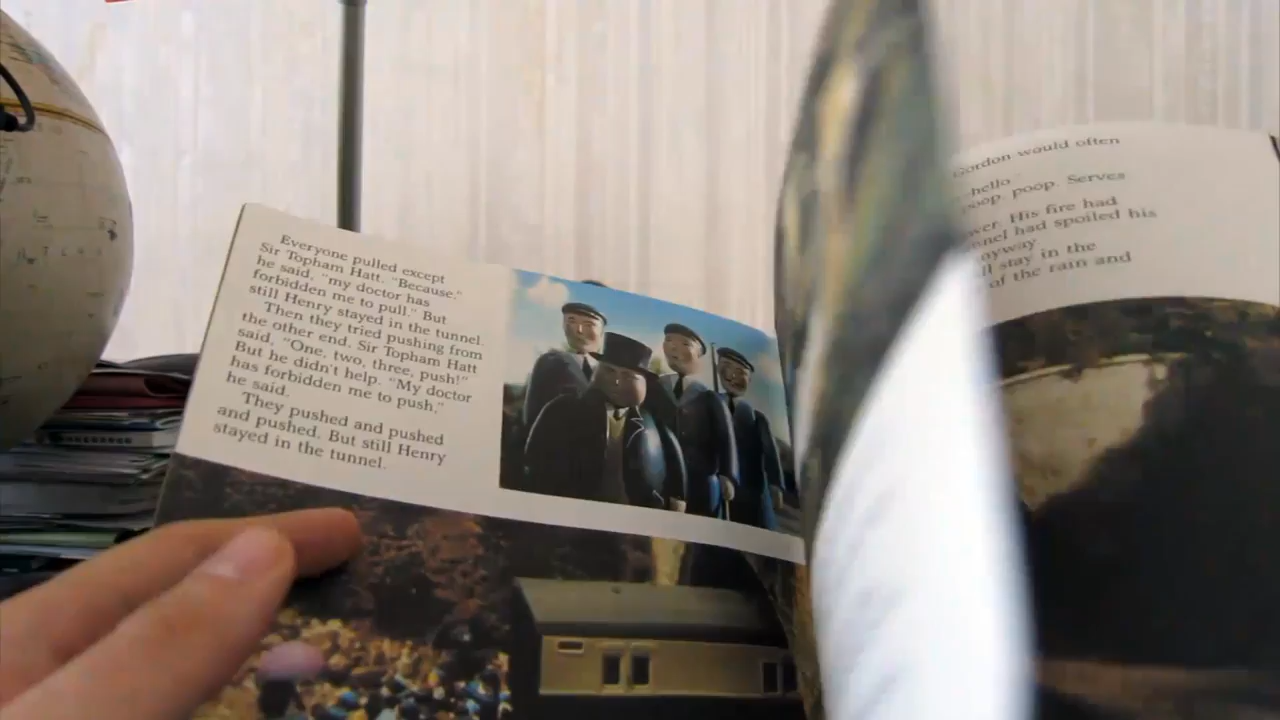 Everyone pulled except
Sir Topham Hatt. "Because,"
he said, "my doctor has
forbidden me to pull." But
still Henry stayed in the tunnel.
Then they tried pushing from
the other end. Sir Topham Hatt
said, "One, two, three, push!"
But he didn't help. "My doctor
has forbidden me to push,"
he said.
They pushed and pushed
and pushed. But still Henry
stayed in the tunnel.
Gordon would often
hello
poop, poop. Serves
His fire had
had spoiled his
stay in the
of the rain and